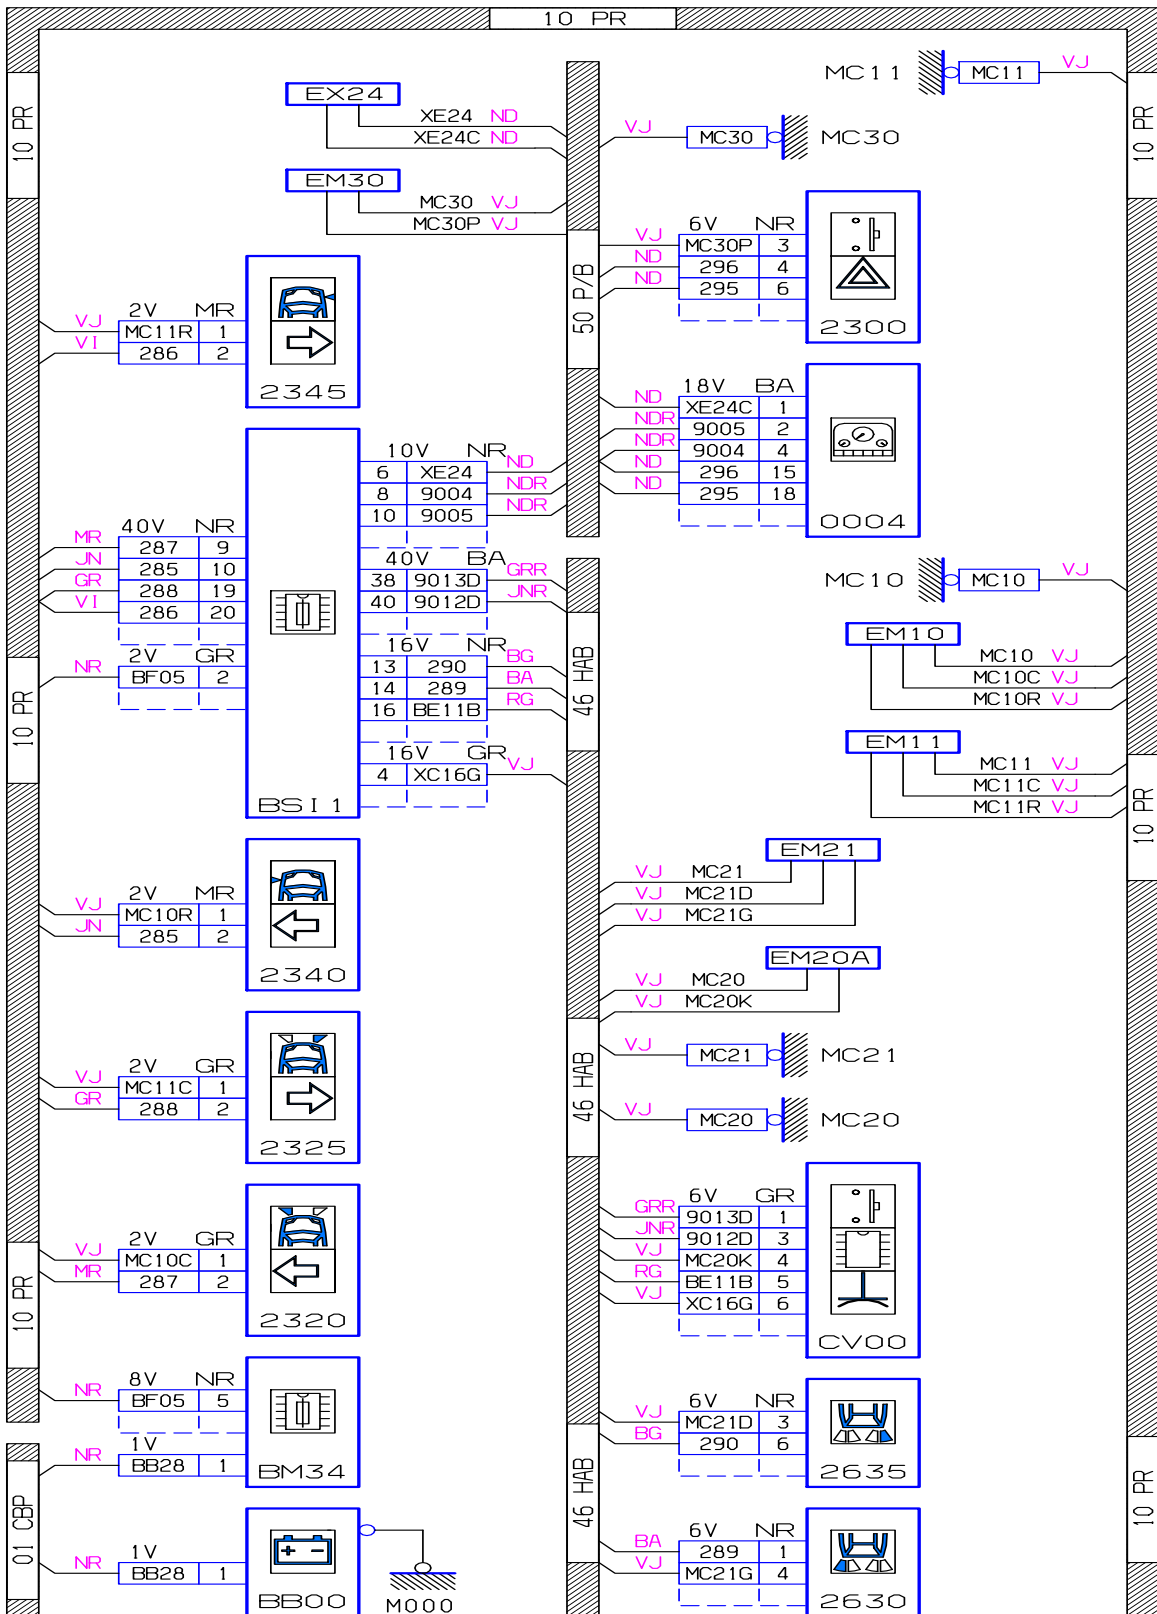 10 PR
MC11 MC11 VJ
EX24
XE24 ND
XE24C ND
10 PR
VJ MC30 MC30
10 PR
EM30
MC30 VJ
MC30P VJ
50 P/B
6V NR
VJ MC30P 3
ND 296 4
ND 295 6
2300
2V MR
VJ MC11R 1
VI 286 2
2345
18V BA
ND XE24C 1
NDR 9005 2
NDR 9004 4
ND 296 15
ND 295 18
0004
10V NR
6 XE24 ND
8 9004 NDR
10 9005 NDR
40V NR
MR 287 9
JN 285 10
GR 288 19
VI 286 20
40V BA
38 9013D GRR
40 9012D JNR
MC10 MC10 VJ
2V GR
NR BF05 2
10 PR
16V NR
13 290 BG
14 289 BA
16 BE11B RG
46 HAB
EM10
MC10 VJ
MC10C VJ
MC10R VJ
16V GR
4 XC16G VJ
BSI1
EM11
MC11 VJ
MC11C VJ
MC11R VJ
10 PR
EM21
VJ MC21
VJ MC21D
VJ MC21G
2V MR
VJ MC10R 1
JN 285 2
2340
EM20A
VJ MC20
VJ MC20K
46 HAB
VJ MC21 MC21
2V GR
VJ MC11C 1
GR 288 2
2325
VJ MC20 MC20
6V GR
GRR 9013D 1
JNR 9012D 3
VJ MC20K 4
RG BE11B 5
VJ XC16G 6
CV00
2V GR
VJ MC10C 1
MR 287 2
2320
10 PR
8V NR
NR BF05 5
1V
NR BB28 1
BM34
6V NR
VJ MC21D 3
BG 290 6
2635
46 HAB
10 PR
01 CBP
1V
NR BB28 1
BB00
M000
6V NR
BA 289 1
VJ MC21G 4
2630